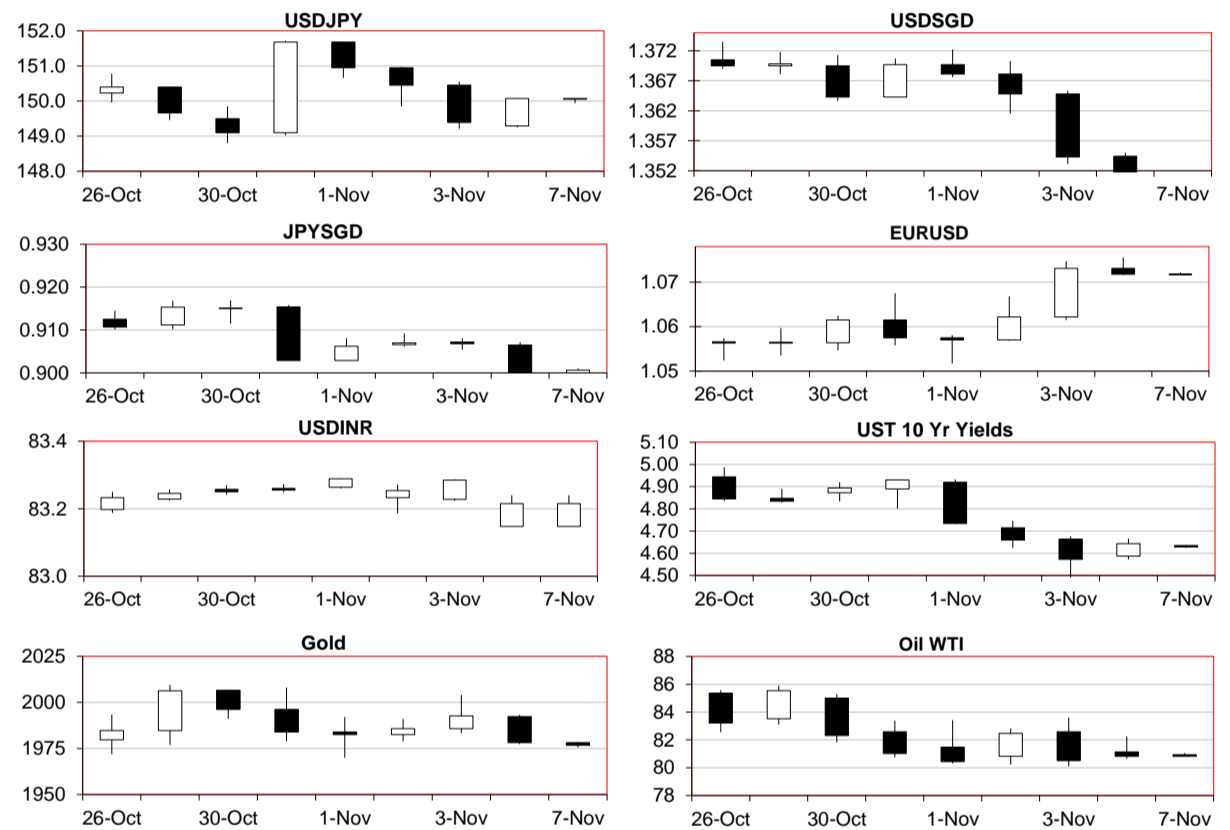 USDJPY
152.0
151.0
150.0
149.0
148.0
26-Oct 30-Oct 1-Nov 3-Nov 7-Nov
USDSGD
1.372
1.367
1.362
1.357
1.352
26-Oct 30-Oct 1-Nov 3-Nov 7-Nov
JPYSGD
0.930
0.920
0.910
0.900
26-Oct 30-Oct 1-Nov 3-Nov 7-Nov
EURUSD
1.07
1.06
1.05
26-Oct 30-Oct 1-Nov 3-Nov 7-Nov
USDINR
83.4
83.2
83.0
26-Oct 30-Oct 1-Nov 3-Nov 7-Nov
UST 10 Yr Yields
5.10
5.00
4.90
4.80
4.70
4.60
4.50
26-Oct 30-Oct 1-Nov 3-Nov 7-Nov
Gold
2025
2000
1975
1950
26-Oct 30-Oct 1-Nov 3-Nov 7-Nov
Oil WTI
88
86
84
82
80
78
26-Oct 30-Oct 1-Nov 3-Nov 7-Nov